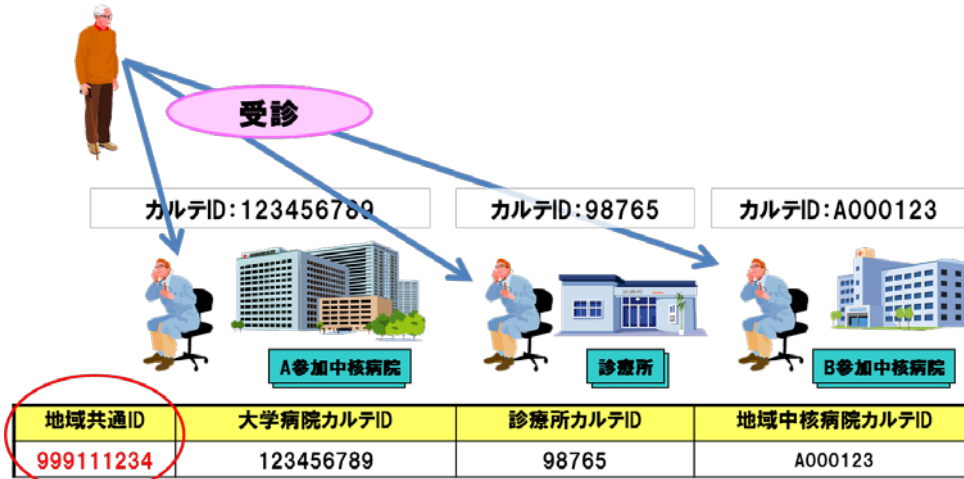 受診
カルテID:123456789
カルテID:98765
カルテID:A000123
A参加中核病院
診療所
B参加中核病院
地域共通ID
大学病院カルテID
診療所カルテID
地域中核病院カルテID
999111234
123456789
98765
A000123